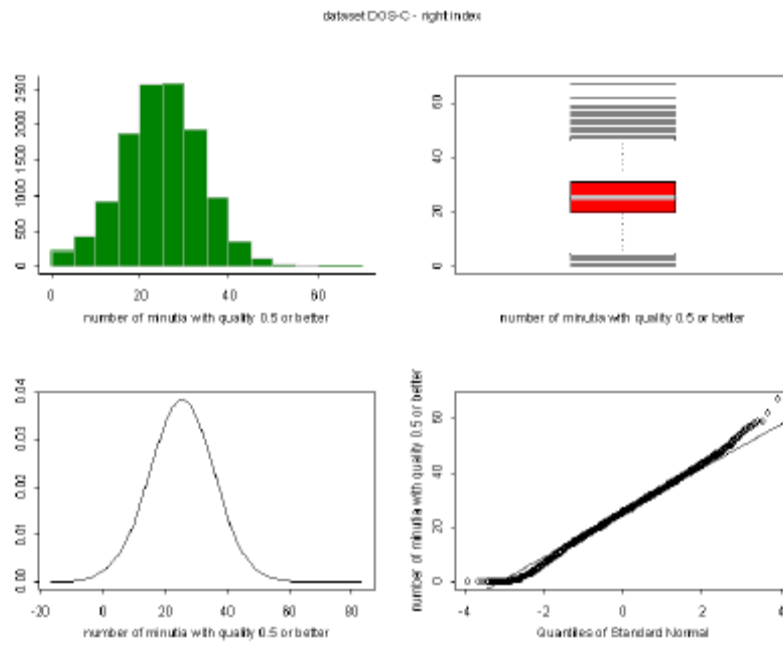 dataset DOS-C - right index
2500
2000
1500
1000
500
0
0 20 40 60
number of minutia with quality 0.5 or better
60
40
20
0
number of minutia with quality 0.5 or better
0.04
0.03
0.02
0.01
0.00
-20 0 20 40 60 80
number of minutia with quality 0.5 or better
number of minutia with quality 0.5 or better
60
40
20
0
-4 -2 0 2 4
Quantiles of Standard Normal